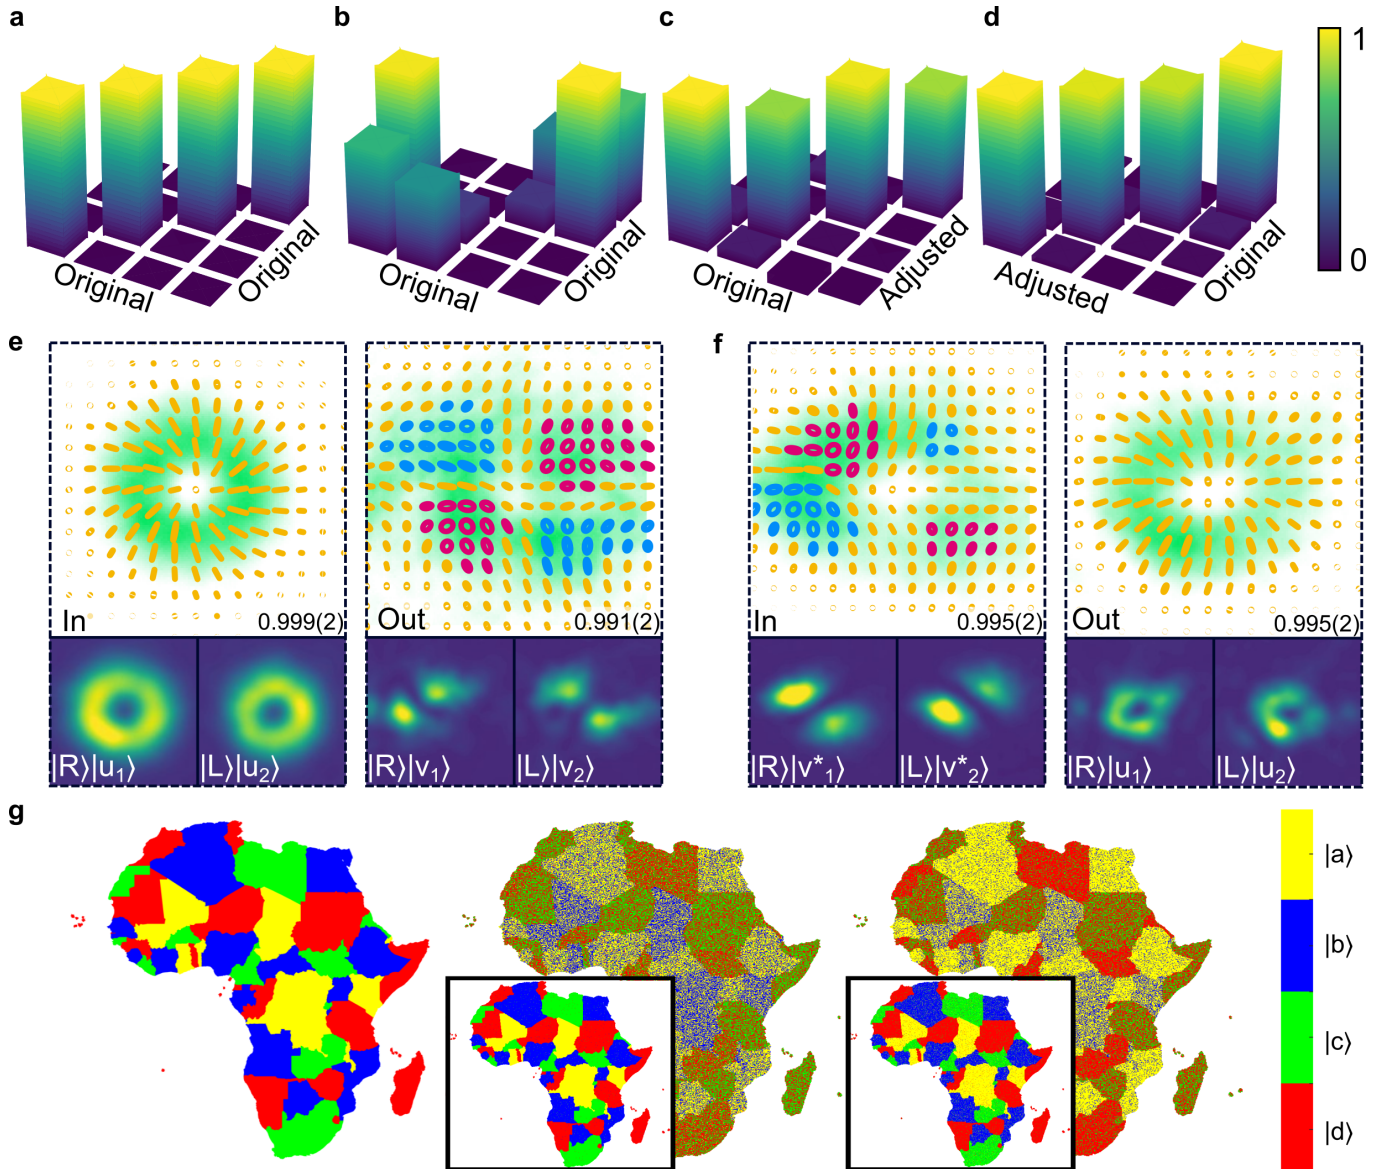 a
b
c
d
1
0
Original
Original
Original
Original
Original
Adjusted
Adjusted
Original
e
f
In
0.999(2)
Out
0.991(2)
In
0.995(2)
Out
0.995(2)
|R⟩|u₁⟩
|L⟩|u₂⟩
|R⟩|v₁⟩
|L⟩|v₂⟩
|R⟩|v*₁⟩
|L⟩|v*₂⟩
|R⟩|u₁⟩
|L⟩|u₂⟩
g
|a⟩
|b⟩
|c⟩
|d⟩